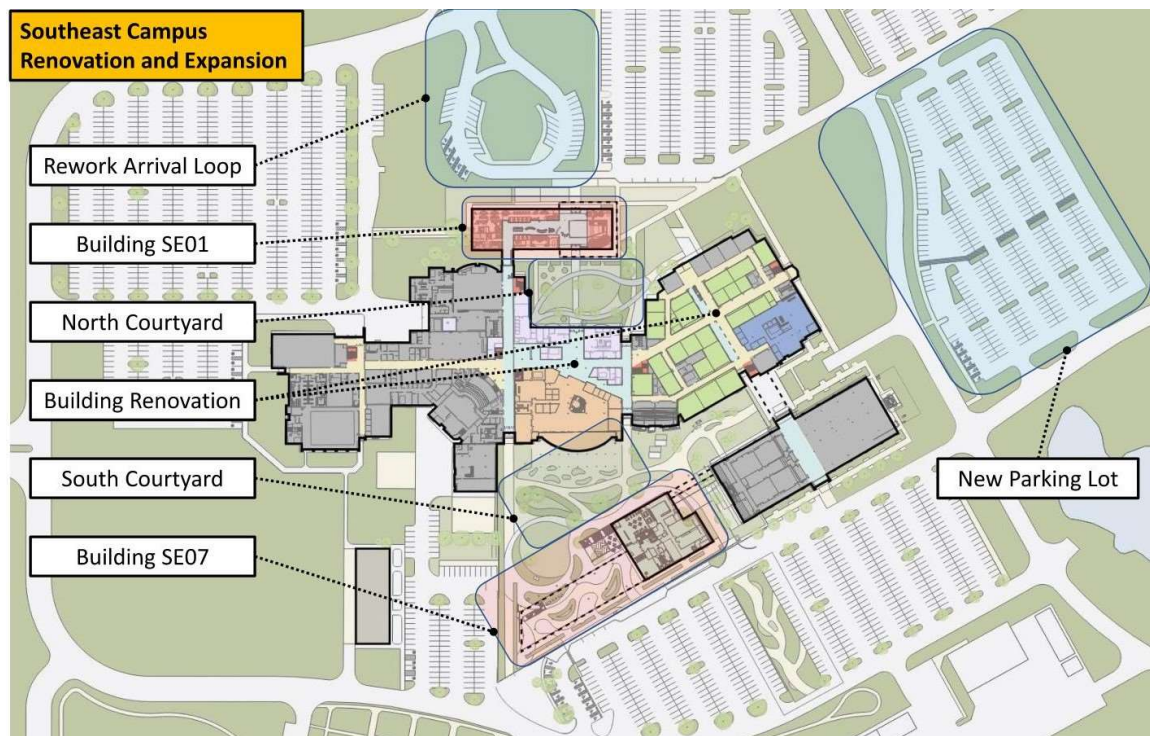 Southeast Campus
Renovation and Expansion
Rework Arrival Loop
Building SE01
North Courtyard
Building Renovation
South Courtyard
Building SE07
New Parking Lot